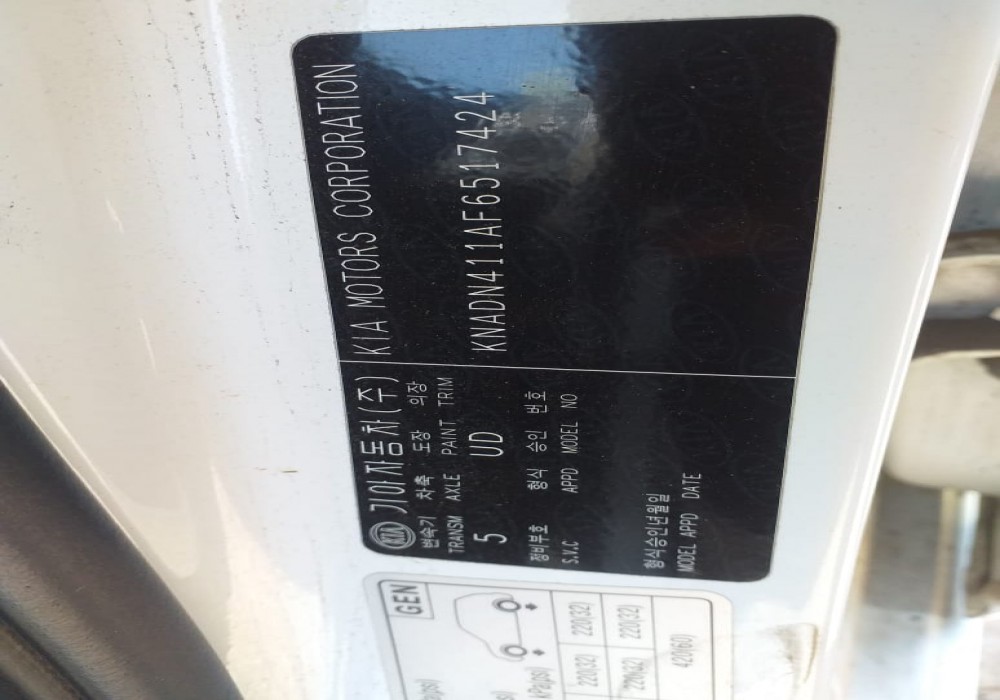 KIA 기아자동차(주) KIA MOTORS CORPORATION
변속기 차축 도장 의장
TRANSM AXLE PAINT TRIM
5 UD KNADN411AF6517424
정비부호 형식 승인 번호
S.V.C APPD MODEL NO
형식승인년월일
MODEL APPD DATE
GEN
220(32) 220(32)
220(32) 220(32)
420(60)